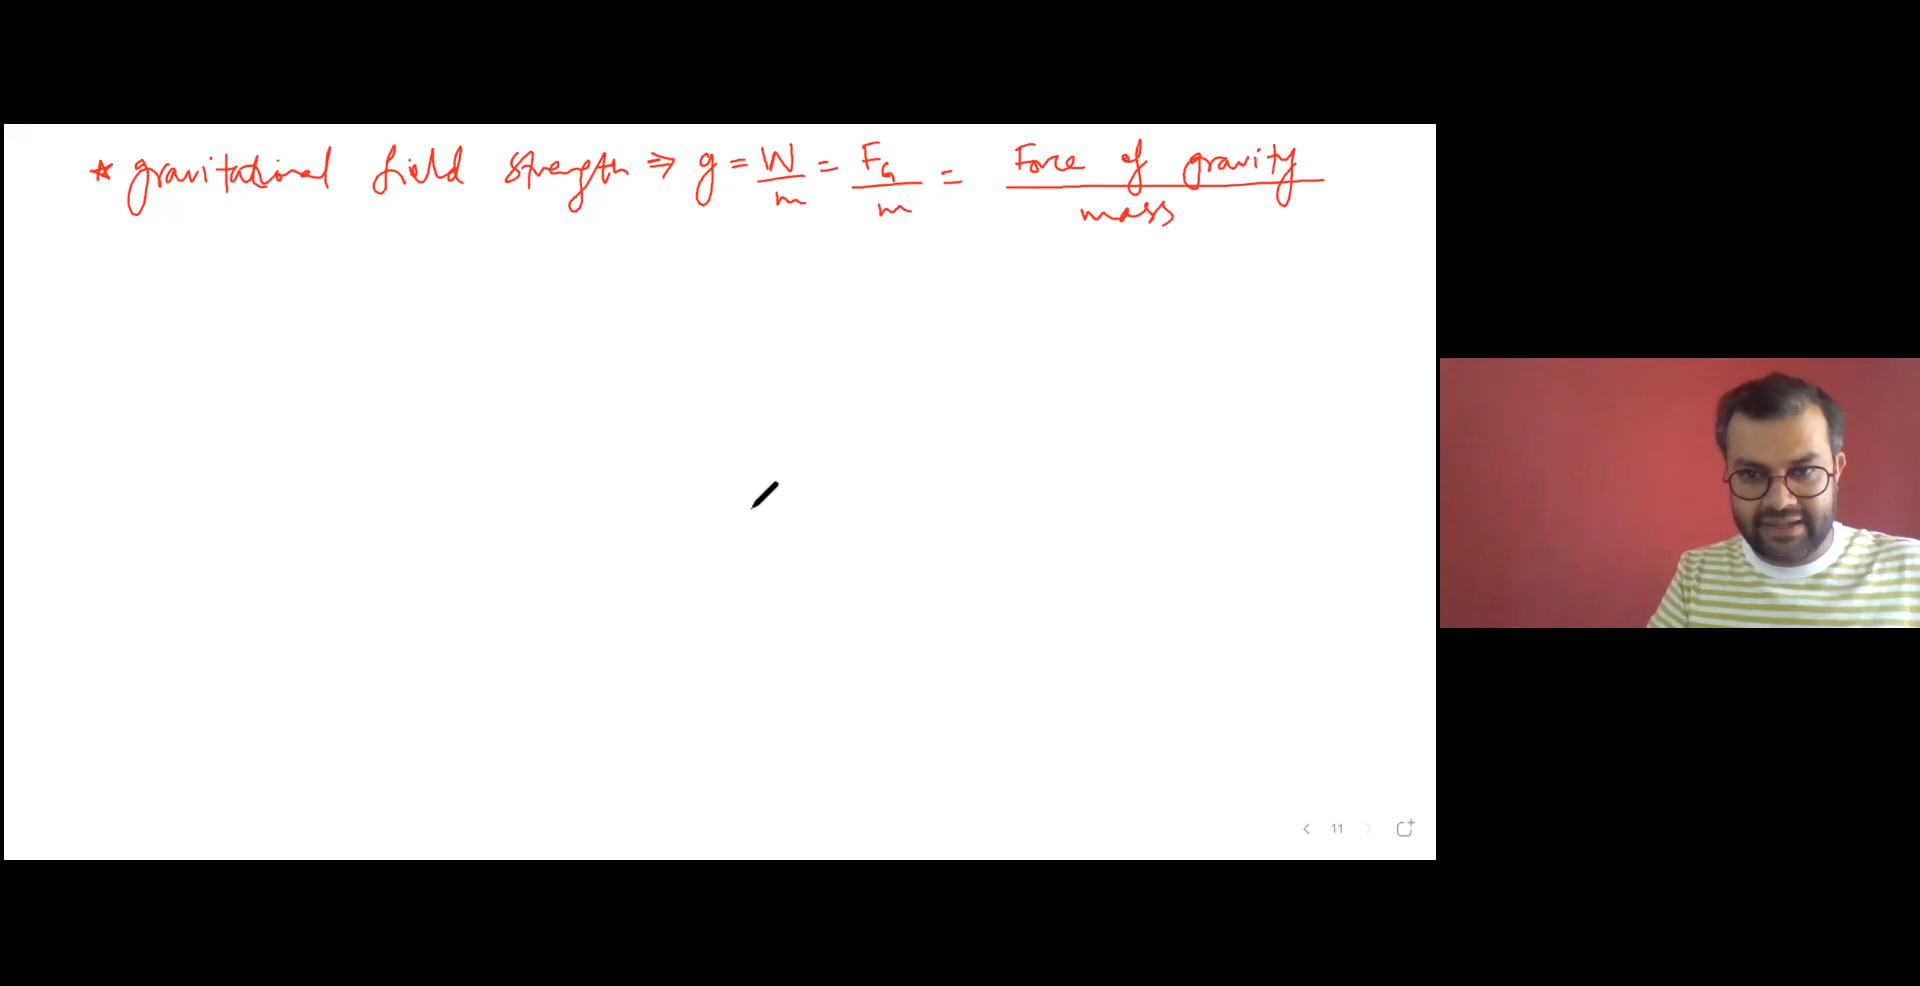 * gravitational field strength ⇒ g = W/m = F_G/m = Force of gravity/mass
11